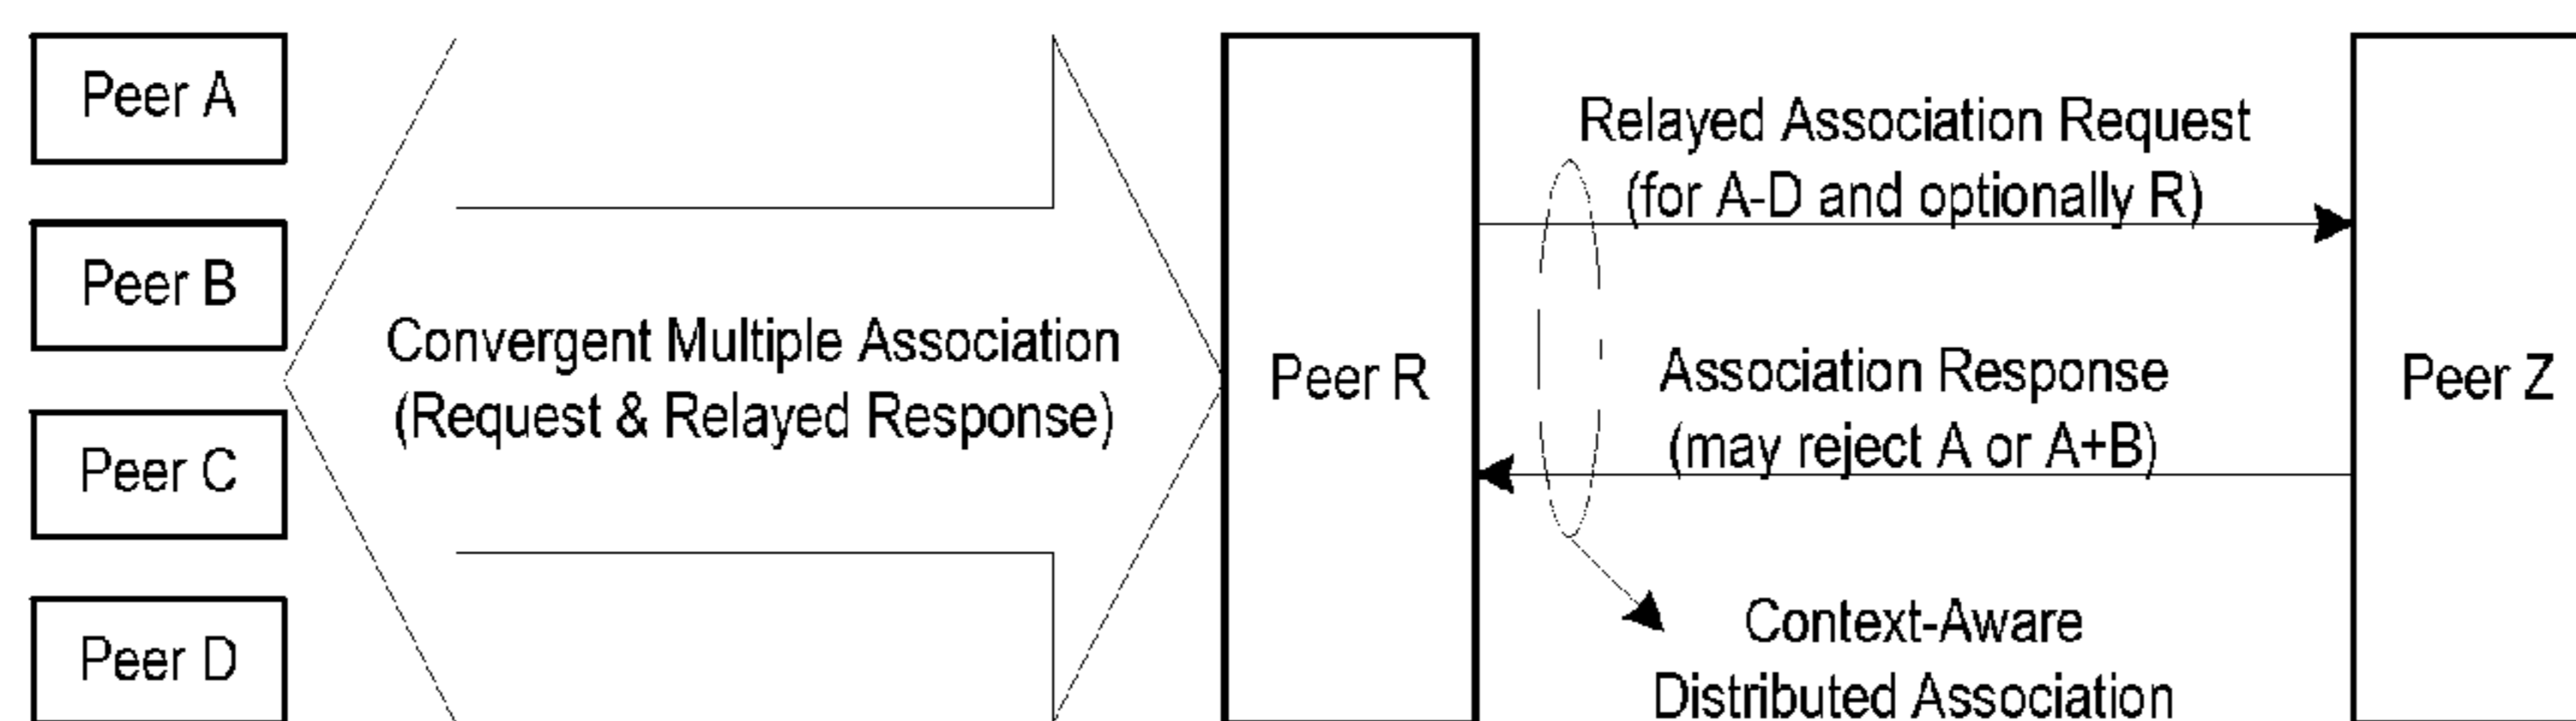 Peer A
Peer B
Peer C
Peer D
Convergent Multiple Association
(Request & Relayed Response)
Peer R
Relayed Association Request
(for A-D and optionally R)
Association Response
(may reject A or A+B)
Context-Aware
Distributed Association
Peer Z